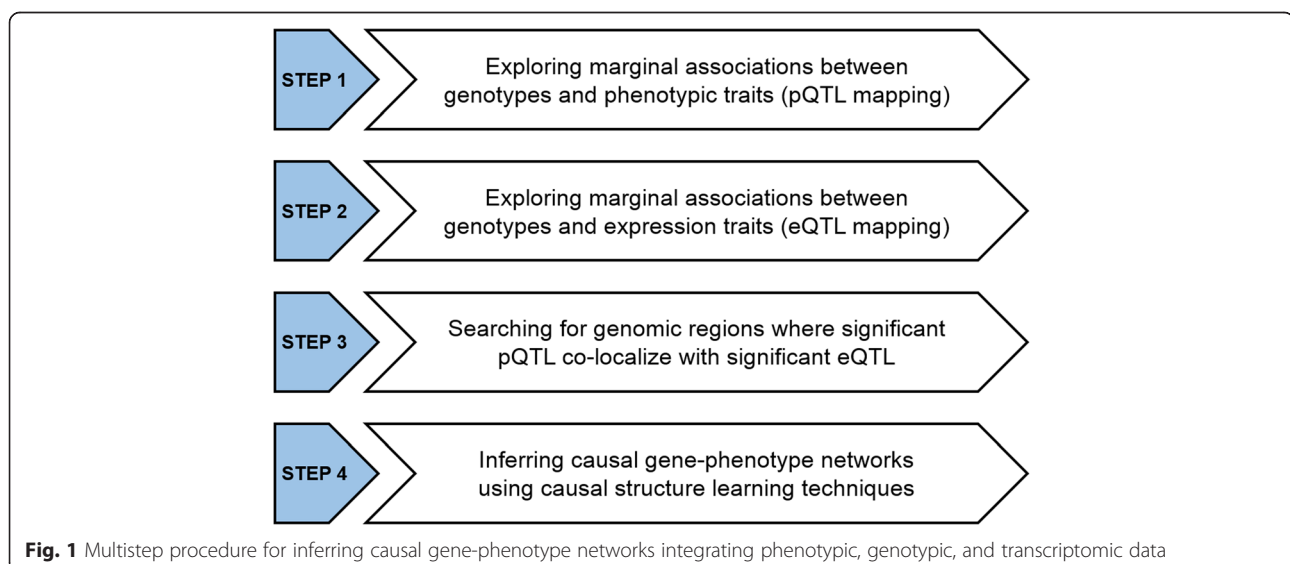 STEP 1
Exploring marginal associations between
genotypes and phenotypic traits (pQTL mapping)
STEP 2
Exploring marginal associations between
genotypes and expression traits (eQTL mapping)
STEP 3
Searching for genomic regions where significant
pQTL co-localize with significant eQTL
STEP 4
Inferring causal gene-phenotype networks
using causal structure learning techniques
Fig. 1 Multistep procedure for inferring causal gene-phenotype networks integrating phenotypic, genotypic, and transcriptomic data